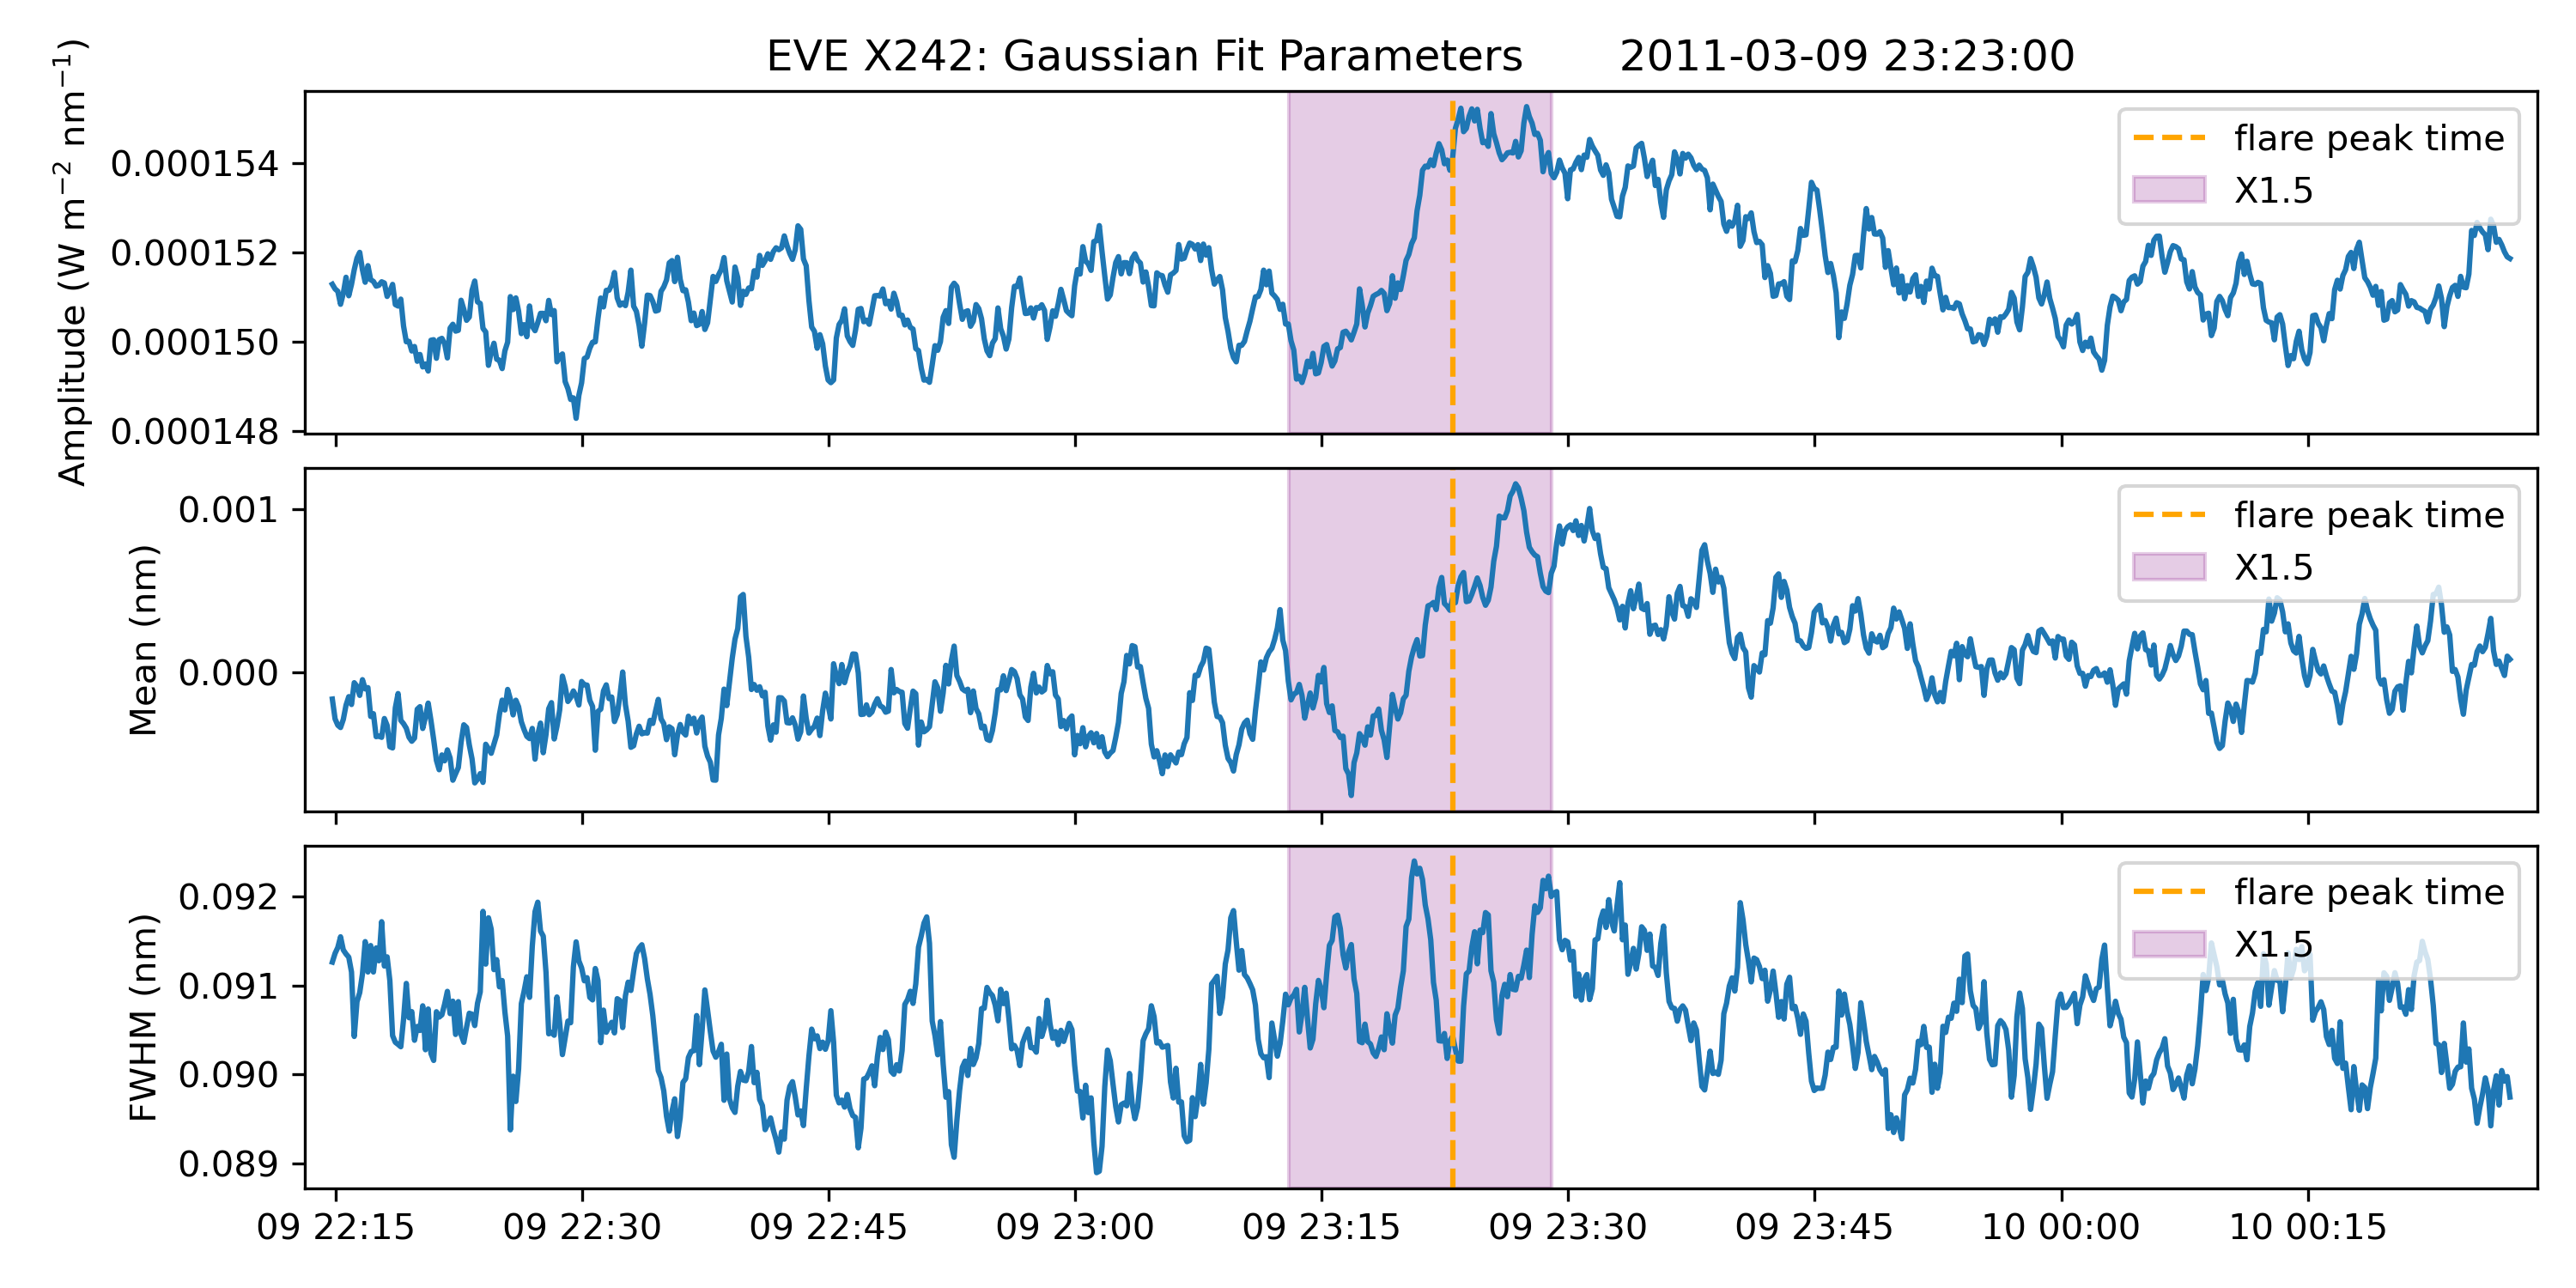 EVE X242: Gaussian Fit Parameters 2011-03-09 23:23:00
Amplitude (W m⁻² nm⁻¹)
0.000154
0.000152
0.000150
0.000148
flare peak time
X1.5
Mean (nm)
0.001
0.000
flare peak time
X1.5
FWHM (nm)
0.092
0.091
0.090
0.089
flare peak time
X1.5
09 22:15 09 22:30 09 22:45 09 23:00 09 23:15 09 23:30 09 23:45 10 00:00 10 00:15